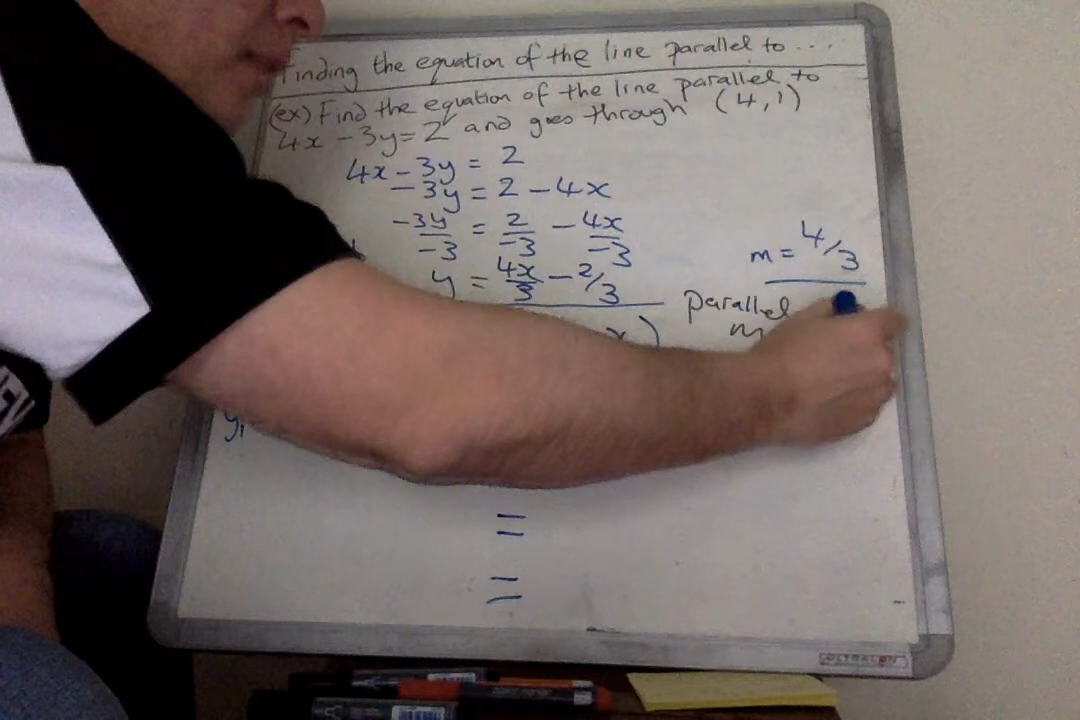 Finding the equation of the line parallel to ...
(ex) Find the equation of the line parallel to
4x - 3y = 2 and goes through (4,1)
4x - 3y = 2
-3y = 2 - 4x
-3y/-3 = 2/-3 - 4x/-3
y = 4x/3 - 2/3
m = 4/3
parallel
m
x)
y₁
=
=
ULTRALON